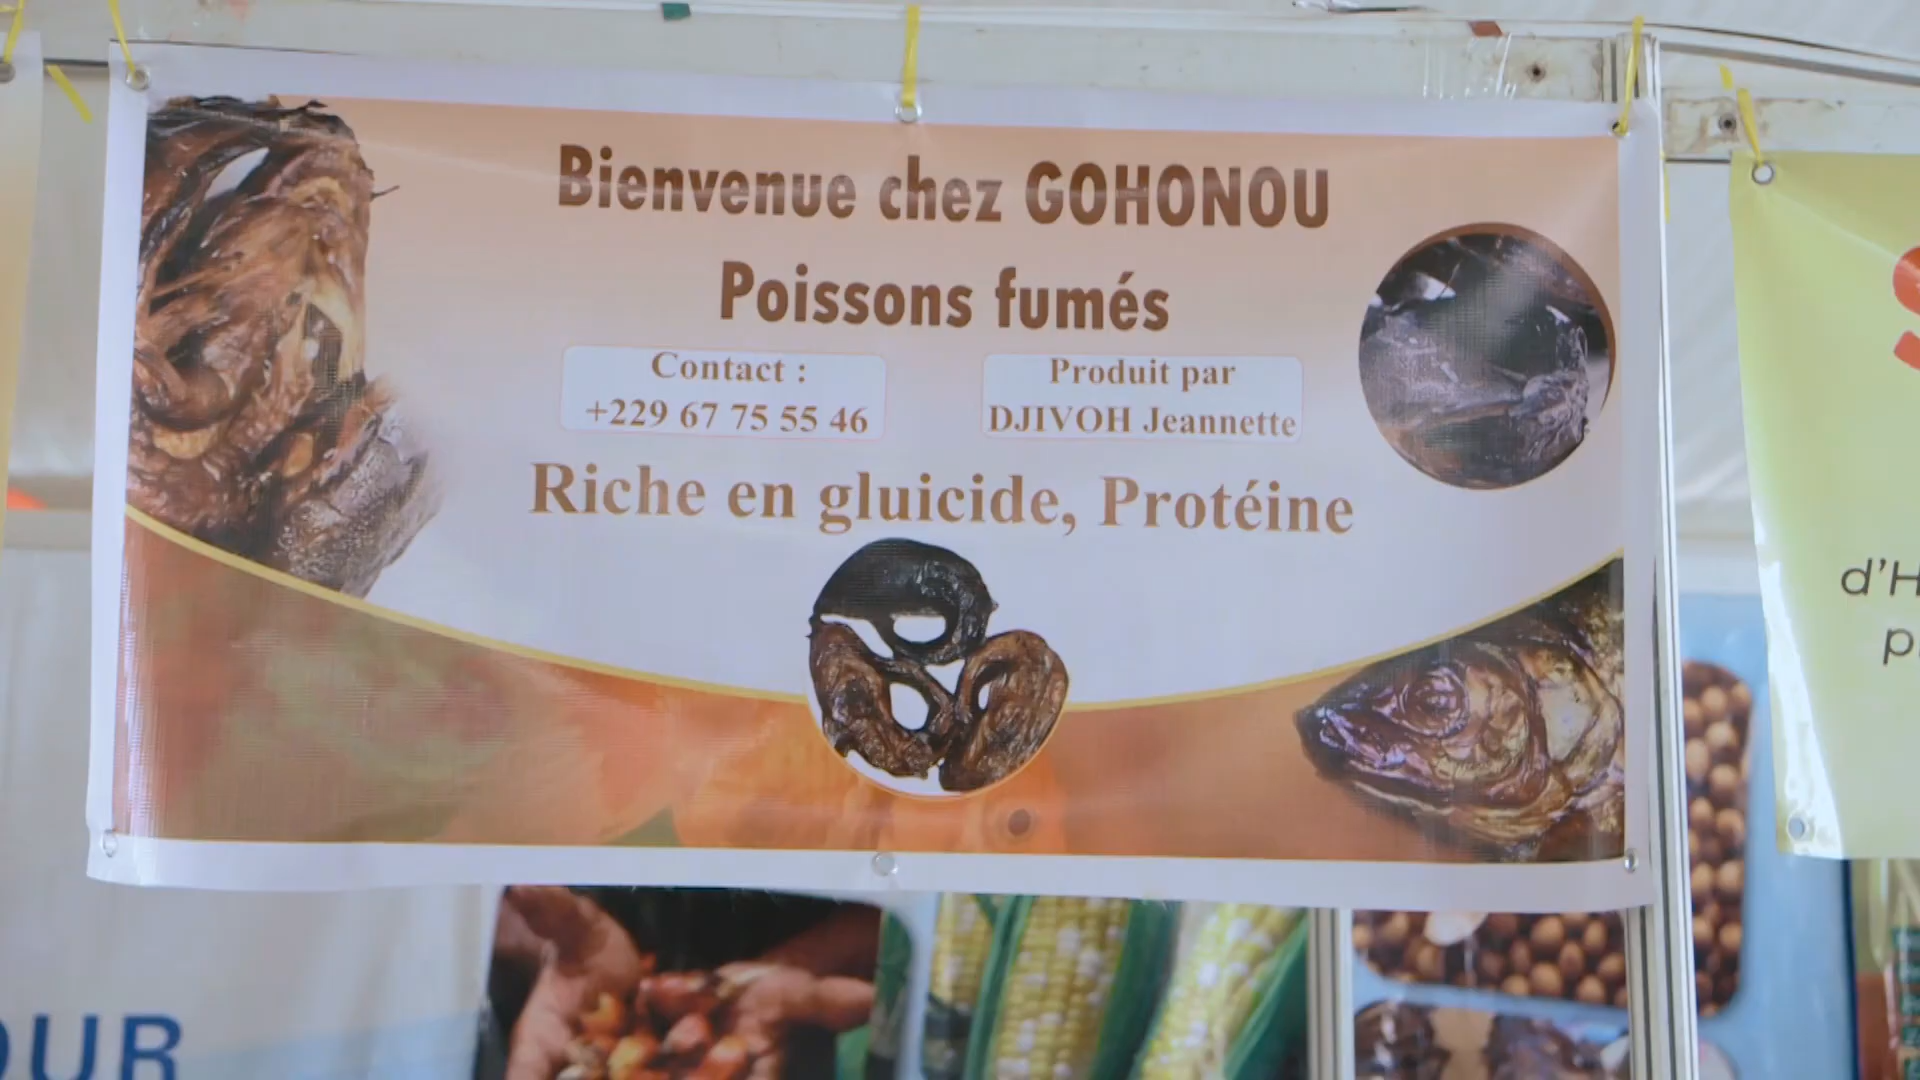 Bienvenue chez GOHONOU
Poissons fumés
Contact :
+229 67 75 55 46
Produit par
DJIVOH Jeannette
Riche en gluicide, Protéine
d'H